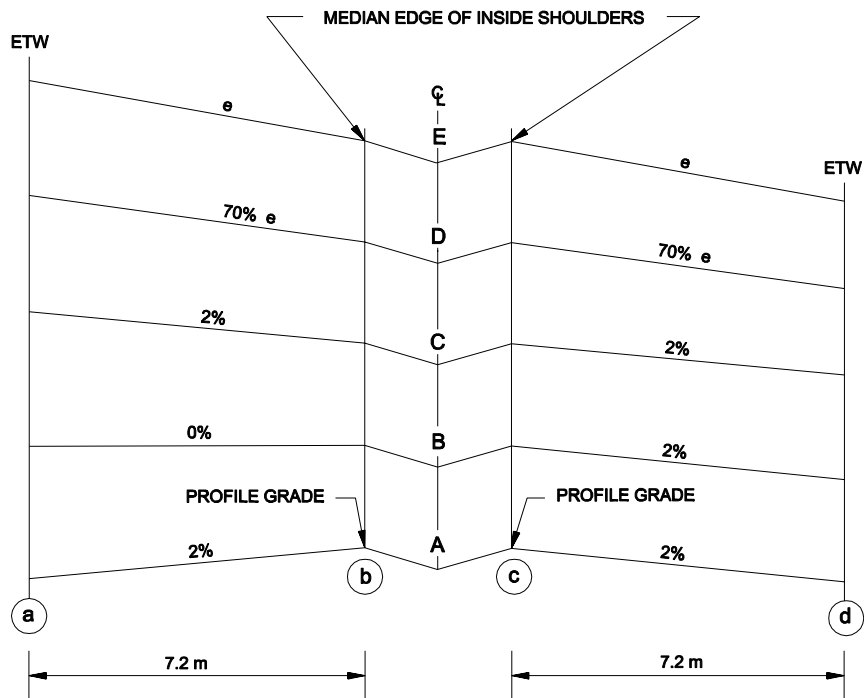 MEDIAN EDGE OF INSIDE SHOULDERS
ETW
℄
e
E
e
ETW
70% e
D
70% e
2%
C
2%
0%
B
2%
PROFILE GRADE
PROFILE GRADE
2%
A
2%
b
c
a
d
7.2 m
7.2 m